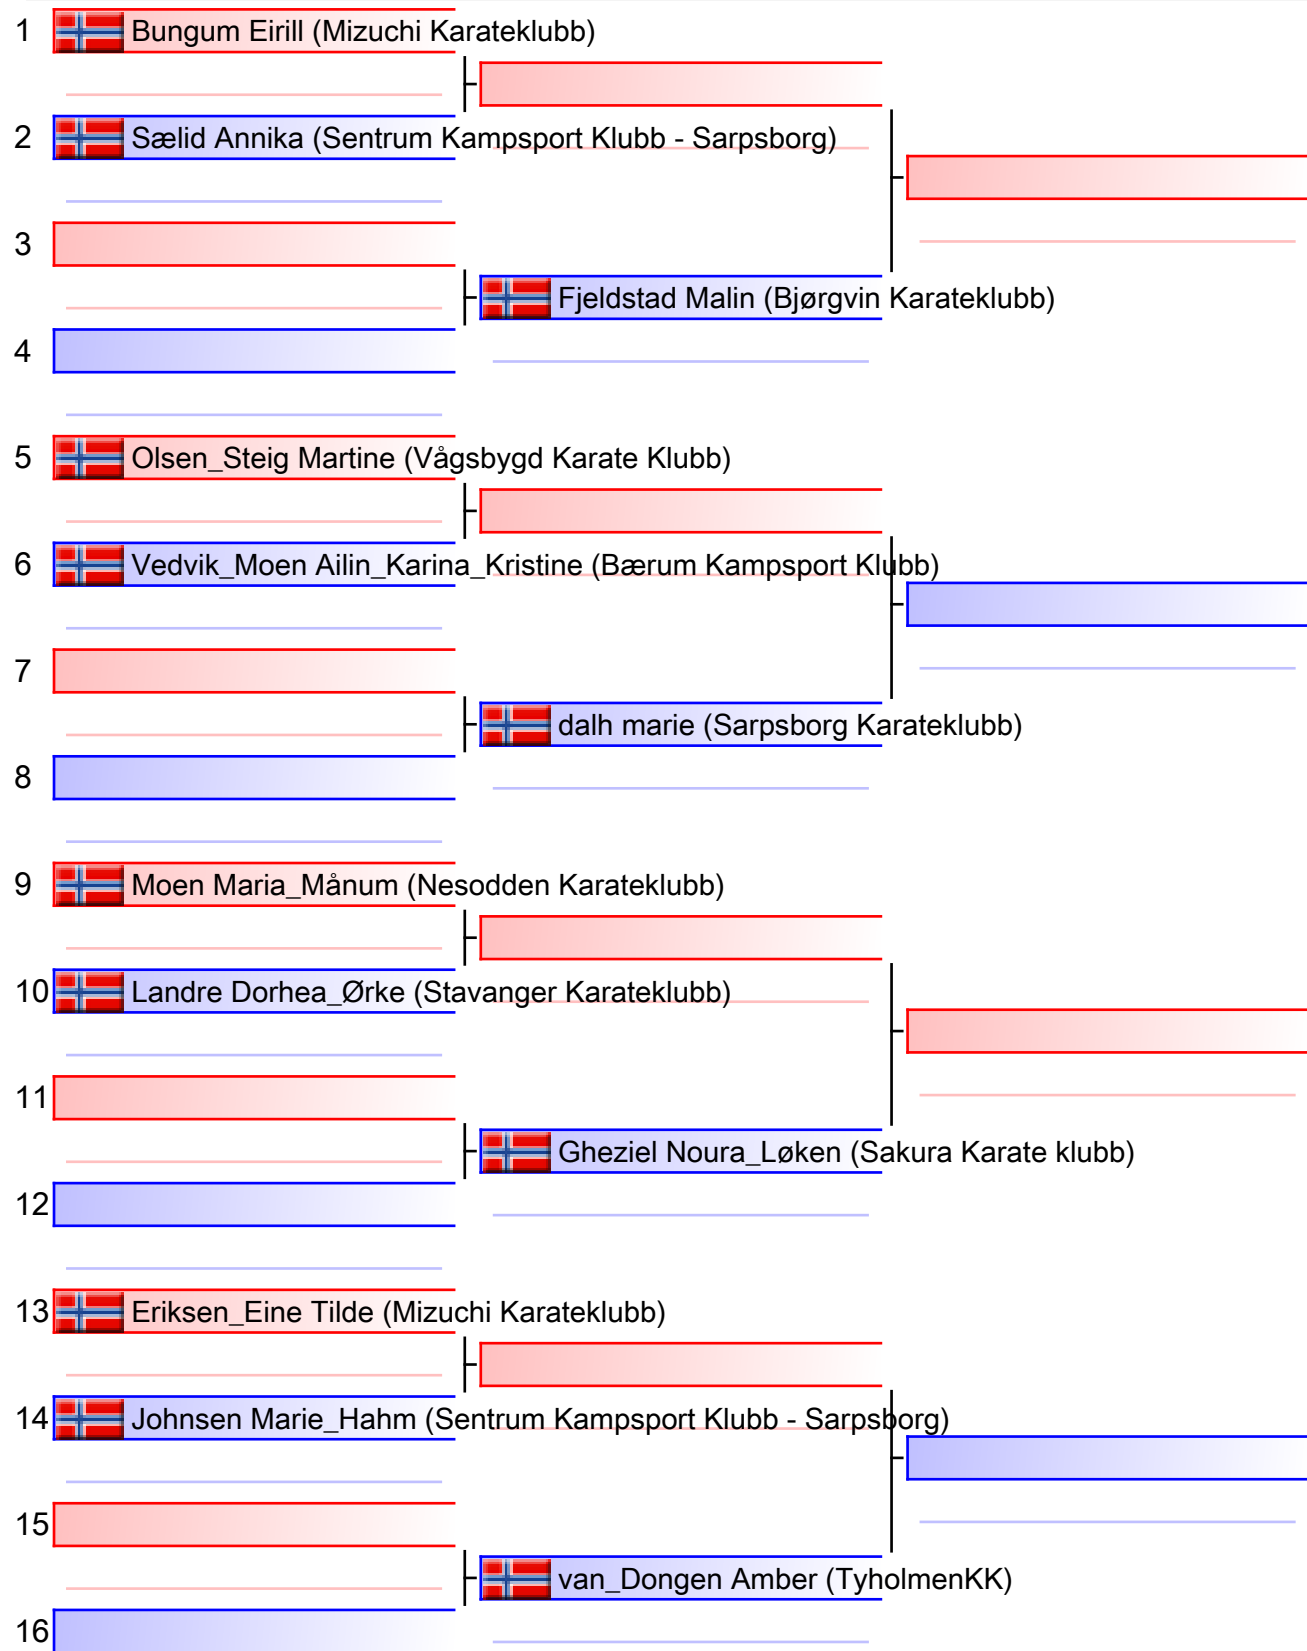 1 Bungum Eirill (Mizuchi Karateklubb)
2 Sælid Annika (Sentrum Kampsport Klubb - Sarpsborg)
3
Fjeldstad Malin (Bjørgvin Karateklubb)
4
5 Olsen_Steig Martine (Vågsbygd Karate Klubb)
6 Vedvik_Moen Ailin_Karina_Kristine (Bærum Kampsport Klubb)
7
dalh marie (Sarpsborg Karateklubb)
8
9 Moen Maria_Månum (Nesodden Karateklubb)
10 Landre Dorhea_Ørke (Stavanger Karateklubb)
11
Gheziel Noura_Løken (Sakura Karate klubb)
12
13 Eriksen_Eine Tilde (Mizuchi Karateklubb)
14 Johnsen Marie_Hahm (Sentrum Kampsport Klubb - Sarpsborg)
15
van_Dongen Amber (TyholmenKK)
16